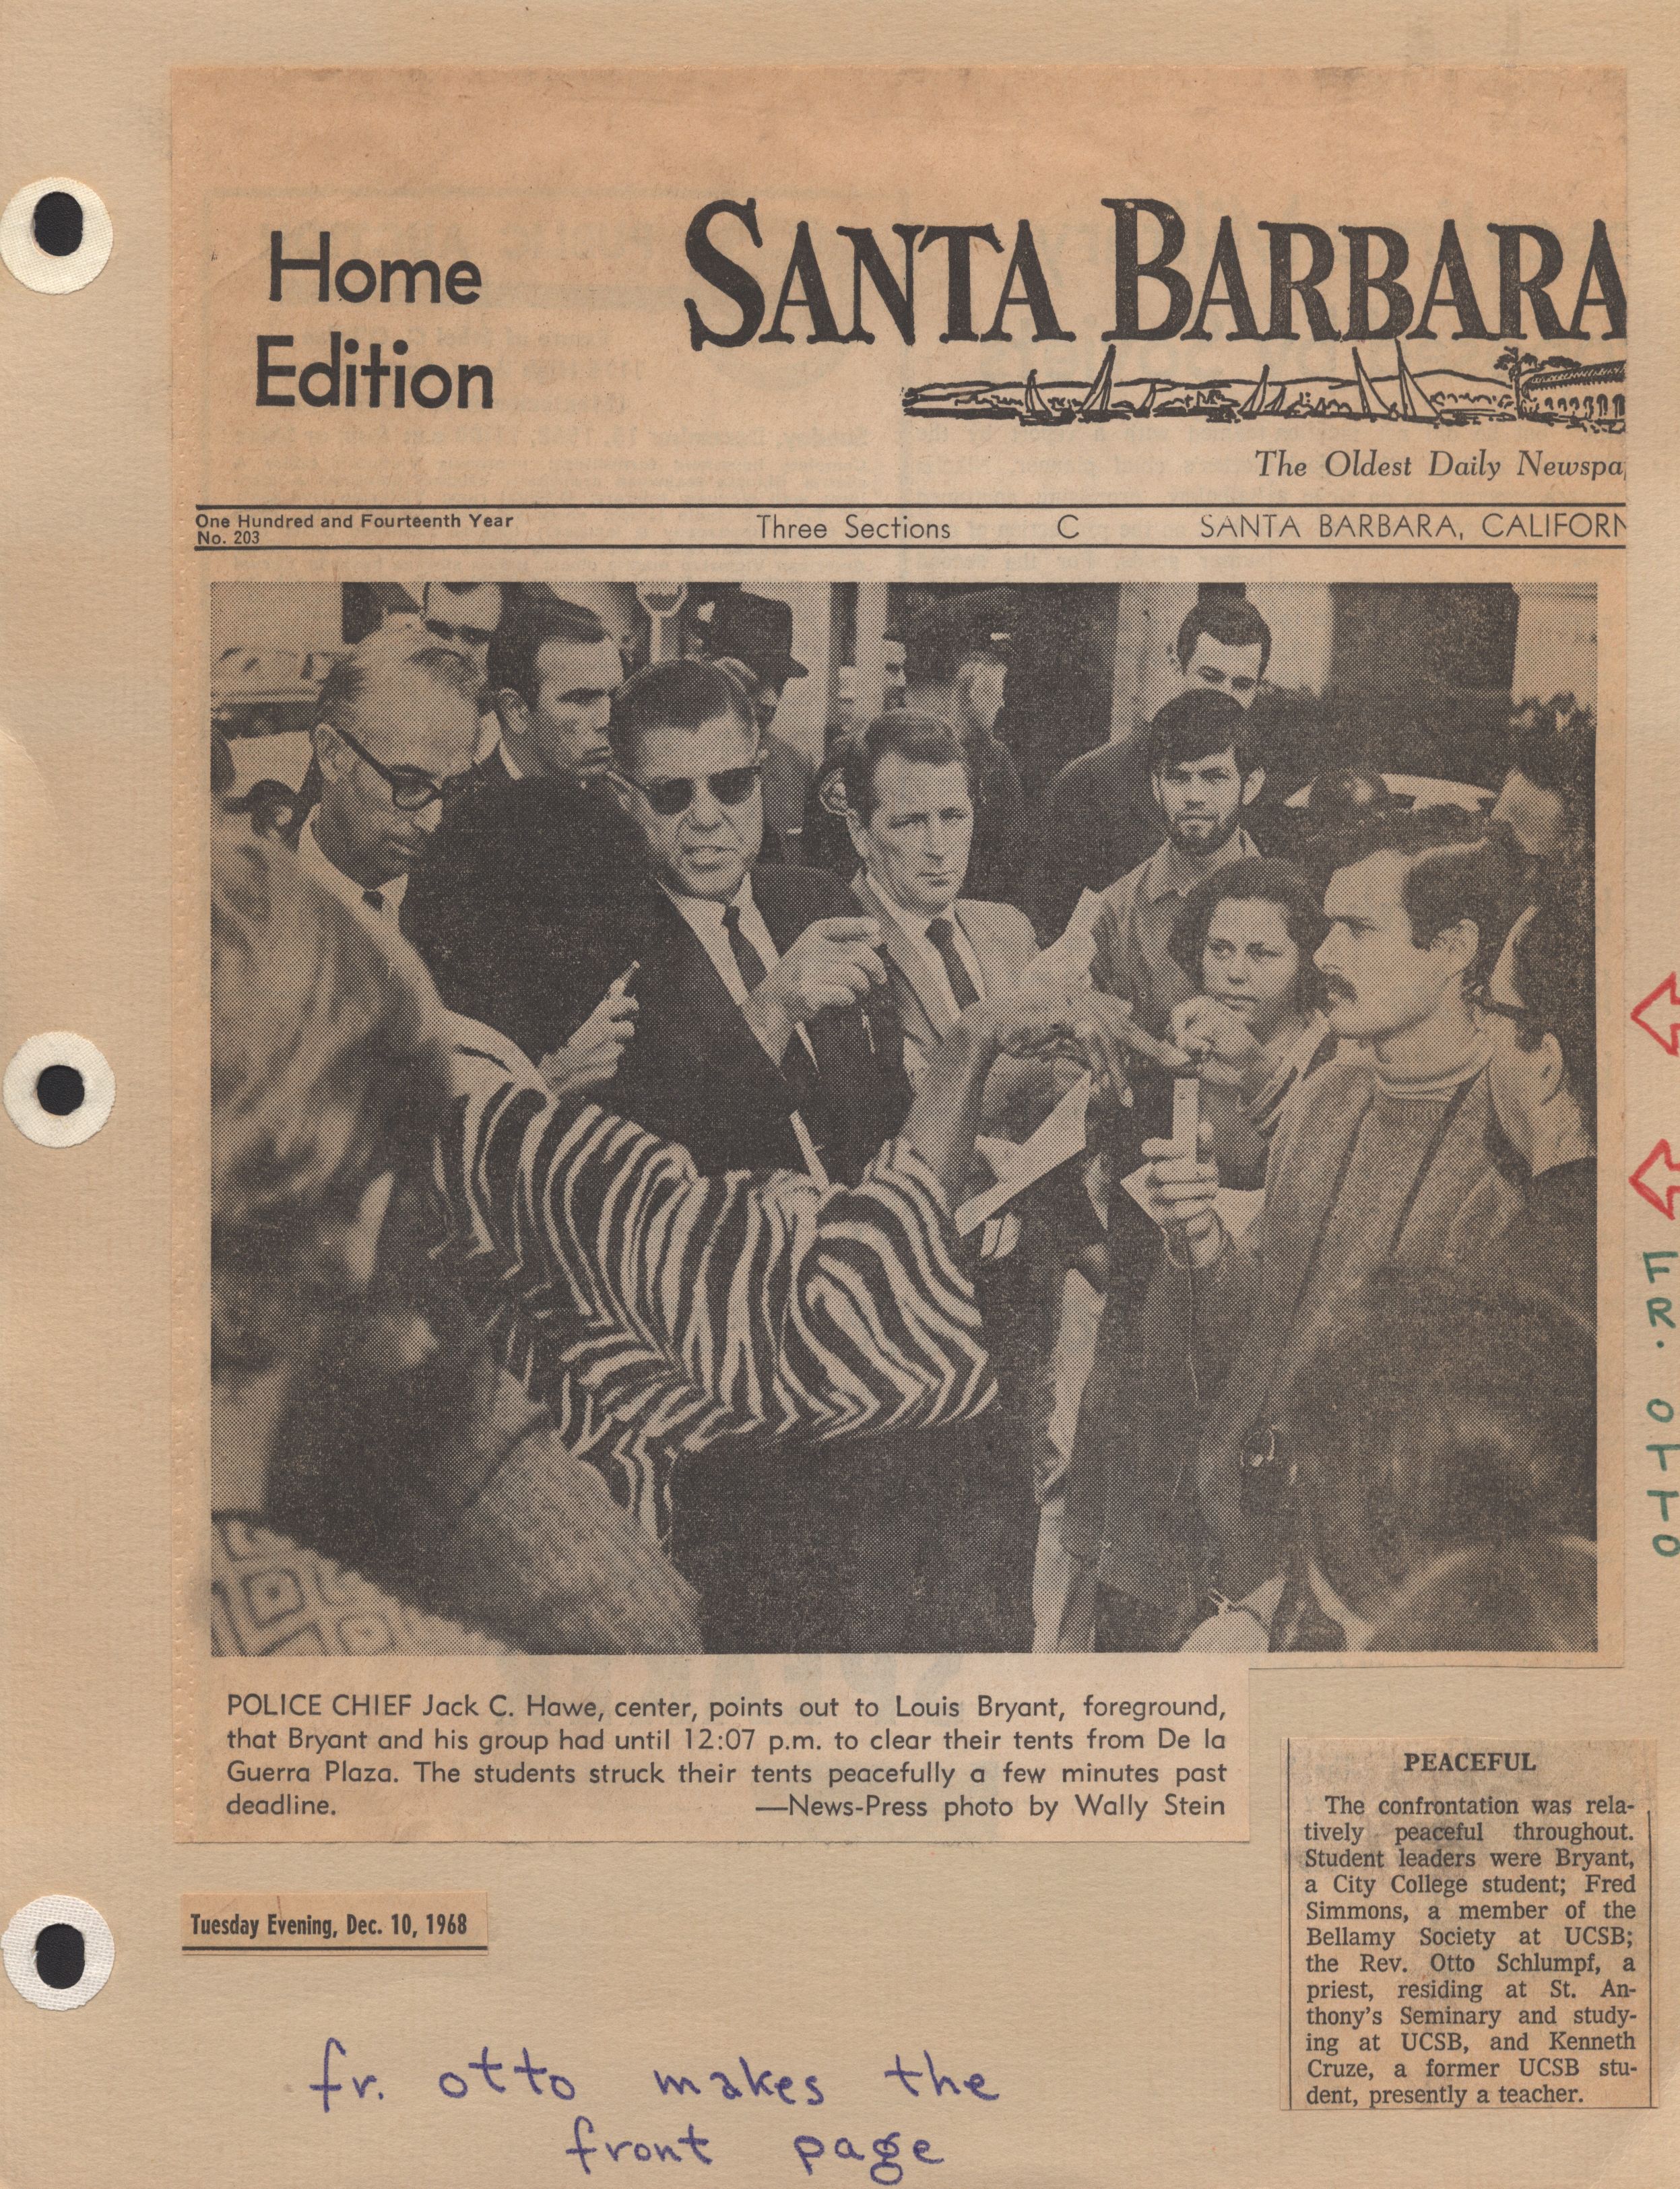 Home
Edition
SANTA BARBARA
The Oldest Daily Newspa
One Hundred and Fourteenth Year
No. 203
Three Sections C SANTA BARBARA, CALIFORN
POLICE CHIEF Jack C. Hawe, center, points out to Louis Bryant, foreground,
that Bryant and his group had until 12:07 p.m. to clear their tents from De la
Guerra Plaza. The students struck their tents peacefully a few minutes past
deadline. —News-Press photo by Wally Stein
FR. OTTO
PEACEFUL
The confrontation was rela-
tively peaceful throughout.
Student leaders were Bryant,
a City College student; Fred
Simmons, a member of the
Bellamy Society at UCSB;
the Rev. Otto Schlumpf, a
priest, residing at St. An-
thony's Seminary and study-
ing at UCSB, and Kenneth
Cruze, a former UCSB stu-
dent, presently a teacher.
Tuesday Evening, Dec. 10, 1968
fr. otto makes the
front page